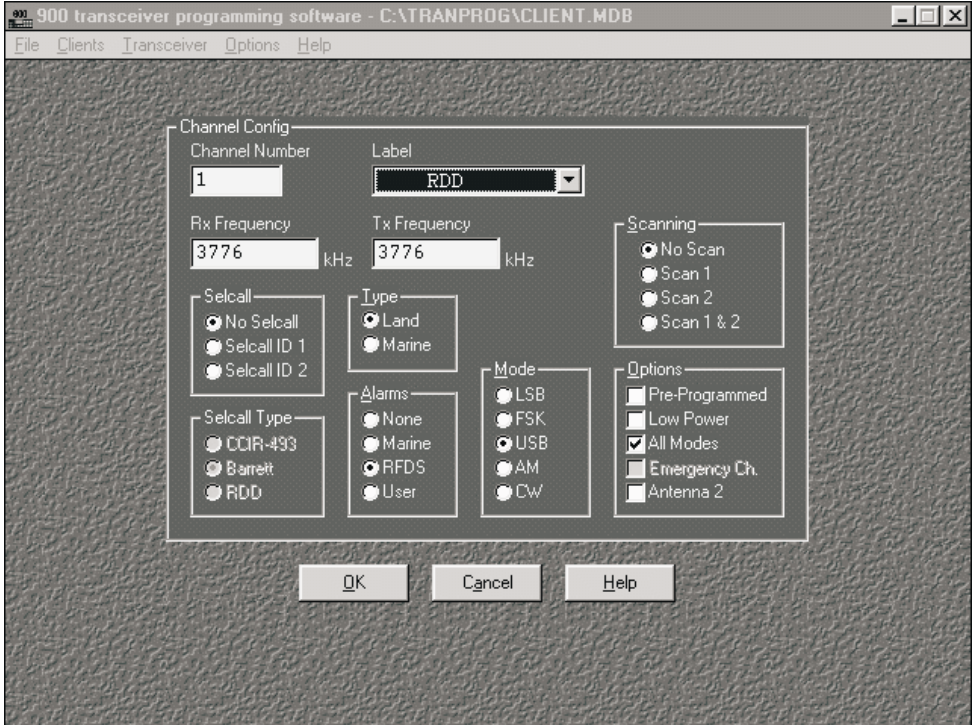 900 transceiver programming software - C:\TRANPROG\CLIENT.MDB
File Clients Transceiver Options Help
Channel Config
Channel Number
1
Label
RDD
Rx Frequency
3776 kHz
Tx Frequency
3776 kHz
Scanning
No Scan
Scan 1
Scan 2
Scan 1 & 2
Selcall
No Selcall
Selcall ID 1
Selcall ID 2
Type
Land
Marine
Selcall Type
CCIR-493
Barrett
RDD
Alarms
None
Marine
RFDS
User
Mode
LSB
FSK
USB
AM
CW
Options
Pre-Programmed
Low Power
All Modes
Emergency Ch.
Antenna 2
OK Cancel Help